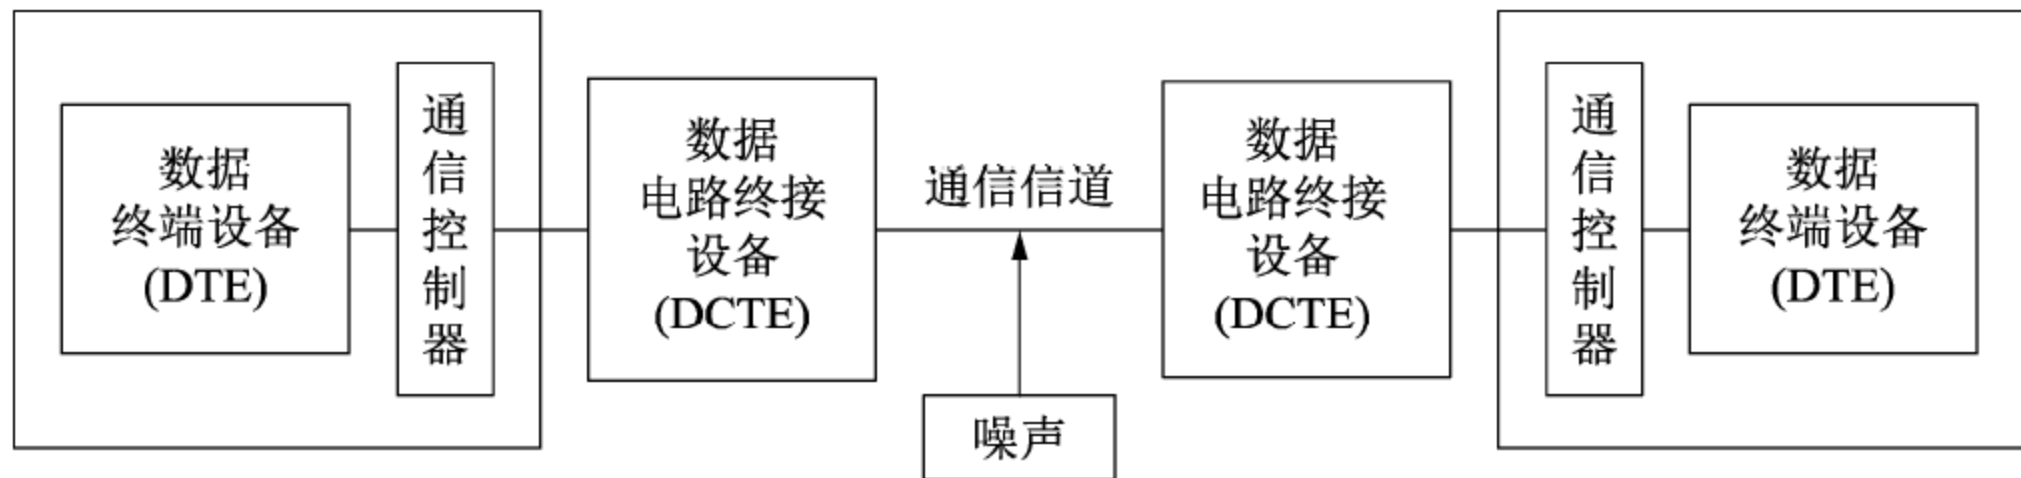 数据
终端设备
(DTE)
通
信
控
制
器
数据
电路终接
设备
(DCTE)
通信信道
噪声
数据
电路终接
设备
(DCTE)
通
信
控
制
器
数据
终端设备
(DTE)